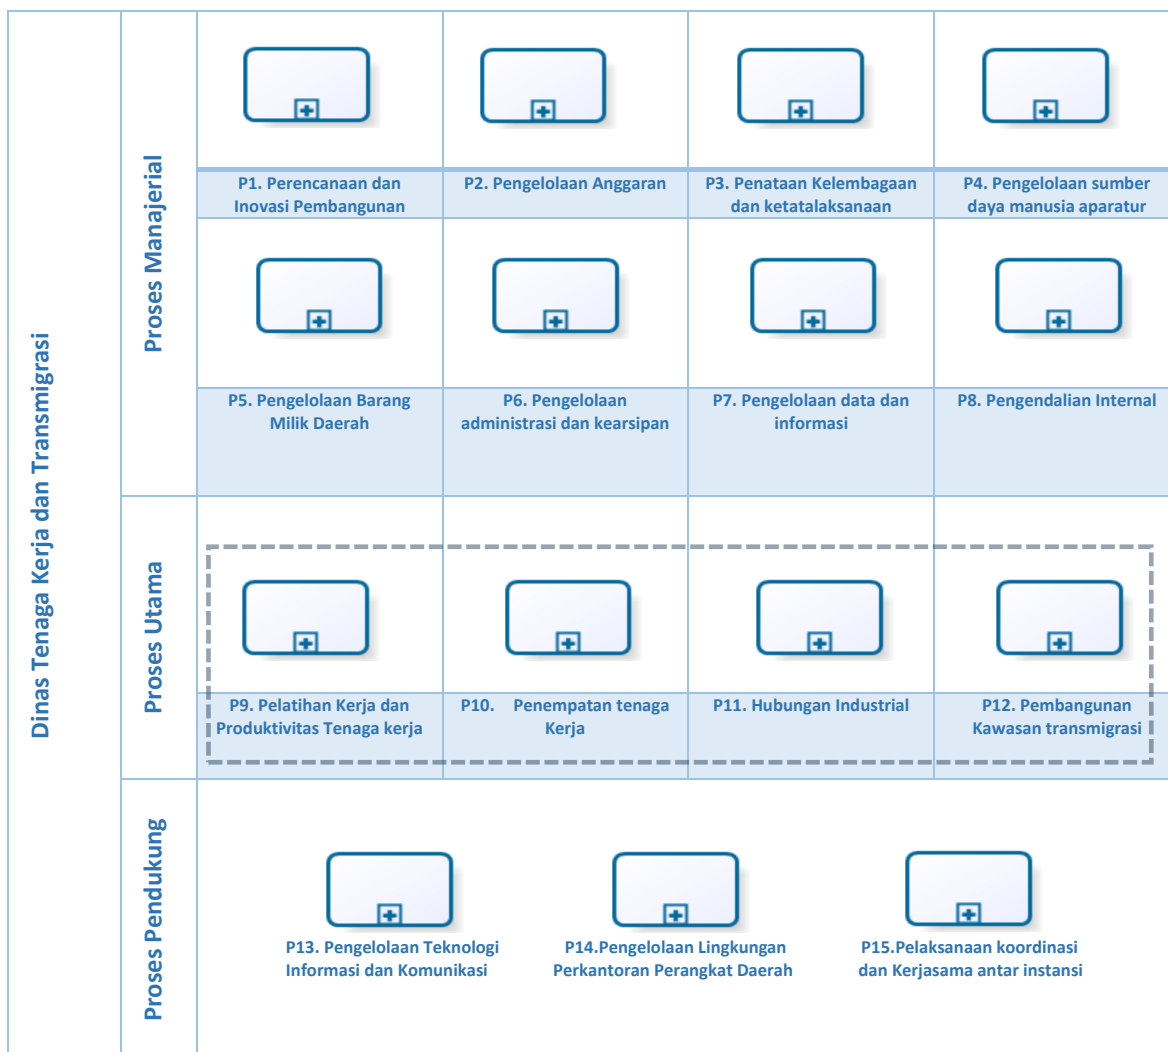 Dinas Tenaga Kerja dan Transmigrasi
Proses Manajerial
P1. Perencanaan dan
Inovasi Pembangunan
P2. Pengelolaan Anggaran
P3. Penataan Kelembagaan
dan ketatalaksanaan
P4. Pengelolaan sumber
daya manusia aparatur
P5. Pengelolaan Barang
Milik Daerah
P6. Pengelolaan
administrasi dan kearsipan
P7. Pengelolaan data dan
informasi
P8. Pengendalian Internal
Proses Utama
P9. Pelatihan Kerja dan
Produktivitas Tenaga kerja
P10. Penempatan tenaga
Kerja
P11. Hubungan Industrial
P12. Pembangunan
Kawasan transmigrasi
Proses Pendukung
P13. Pengelolaan Teknologi
Informasi dan Komunikasi
P14.Pengelolaan Lingkungan
Perkantoran Perangkat Daerah
P15.Pelaksanaan koordinasi
dan Kerjasama antar instansi